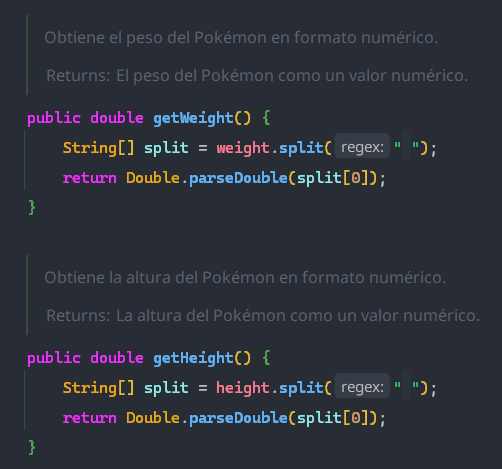 Obtiene el peso del Pokémon en formato numérico.
Returns: El peso del Pokémon como un valor numérico.
public double getWeight() {
String[] split = weight.split( regex: " ");
return Double.parseDouble(split[0]);
}
Obtiene la altura del Pokémon en formato numérico.
Returns: La altura del Pokémon como un valor numérico.
public double getHeight() {
String[] split = height.split( regex: " ");
return Double.parseDouble(split[0]);
}